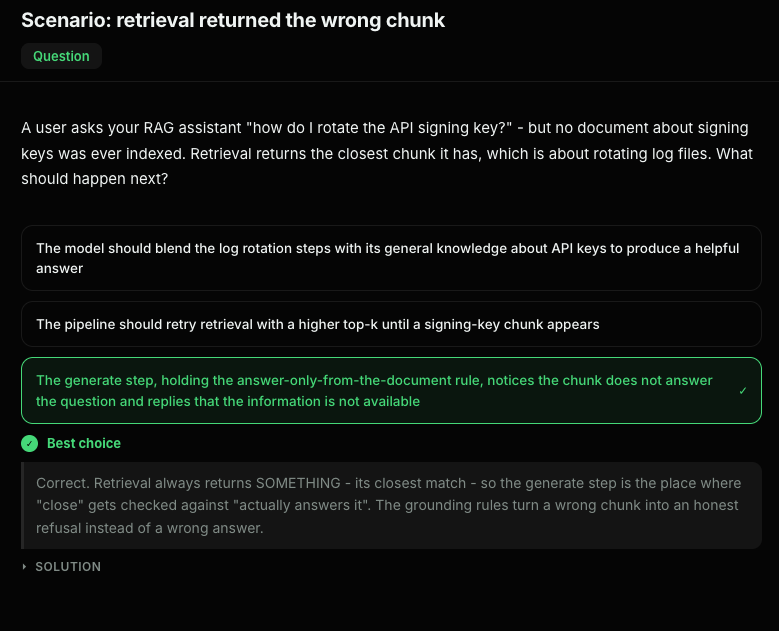 Scenario: retrieval returned the wrong chunk
Question
A user asks your RAG assistant "how do I rotate the API signing key?" - but no document about signing
keys was ever indexed. Retrieval returns the closest chunk it has, which is about rotating log files. What
should happen next?
The model should blend the log rotation steps with its general knowledge about API keys to produce a helpful
answer
The pipeline should retry retrieval with a higher top-k until a signing-key chunk appears
The generate step, holding the answer-only-from-the-document rule, notices the chunk does not answer
the question and replies that the information is not available
✓
✓ Best choice
Correct. Retrieval always returns SOMETHING - its closest match - so the generate step is the place where
"close" gets checked against "actually answers it". The grounding rules turn a wrong chunk into an honest
refusal instead of a wrong answer.
SOLUTION